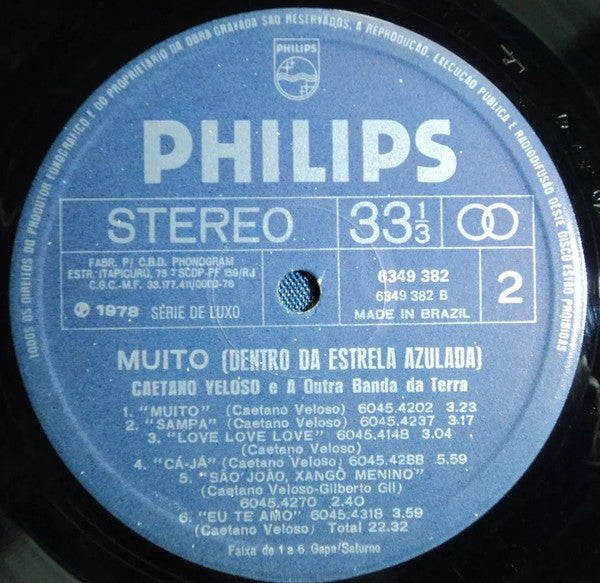 TODOS OS DIREITOS DO PRODUTOR FONOGRÁFICO E DO PROPRIETÁRIO DA OBRA GRAVADA SÃO RESERVADOS. A REPRODUÇÃO, EXECUÇÃO PÚBLICA E RADIODIFUSÃO DESTE DISCO ESTÃO PROIBIDAS
PHILIPS
PHILIPS
STEREO 33 1/3
FABR. P/ C.B.D. PHONOGRAM
ESTR. ITAPICURÚ, 75 - SCDP-PF 159/RJ
C.G.C.-M.F. 33.177.411/0003-76
℗ 1978 SÉRIE DE LUXO
6349 382
6349 382 B
MADE IN BRAZIL
2
MUITO (DENTRO DA ESTRELA AZULADA)
CAETANO VELOSO e A Outra Banda da Terra
1. "MUITO" (Caetano Veloso) 6045.4202 3.23
2. "SAMPA" (Caetano Veloso) 6045.4237 3.17
3. "LOVE LOVE LOVE" 6045.4148 3.04
(Caetano Veloso)
4. "CÁ-JÁ" (Caetano Veloso) 6045.4288 5.59
5. "SÃO JOÃO, XANGÔ MENINO"
(Caetano Veloso-Gilberto Gil)
6045.4270 2.40
6. "EU TE AMO" 6045.4318 3.59
(Caetano Veloso) Total 22.32
Faixa de 1 a 6 Gapa/Saturno